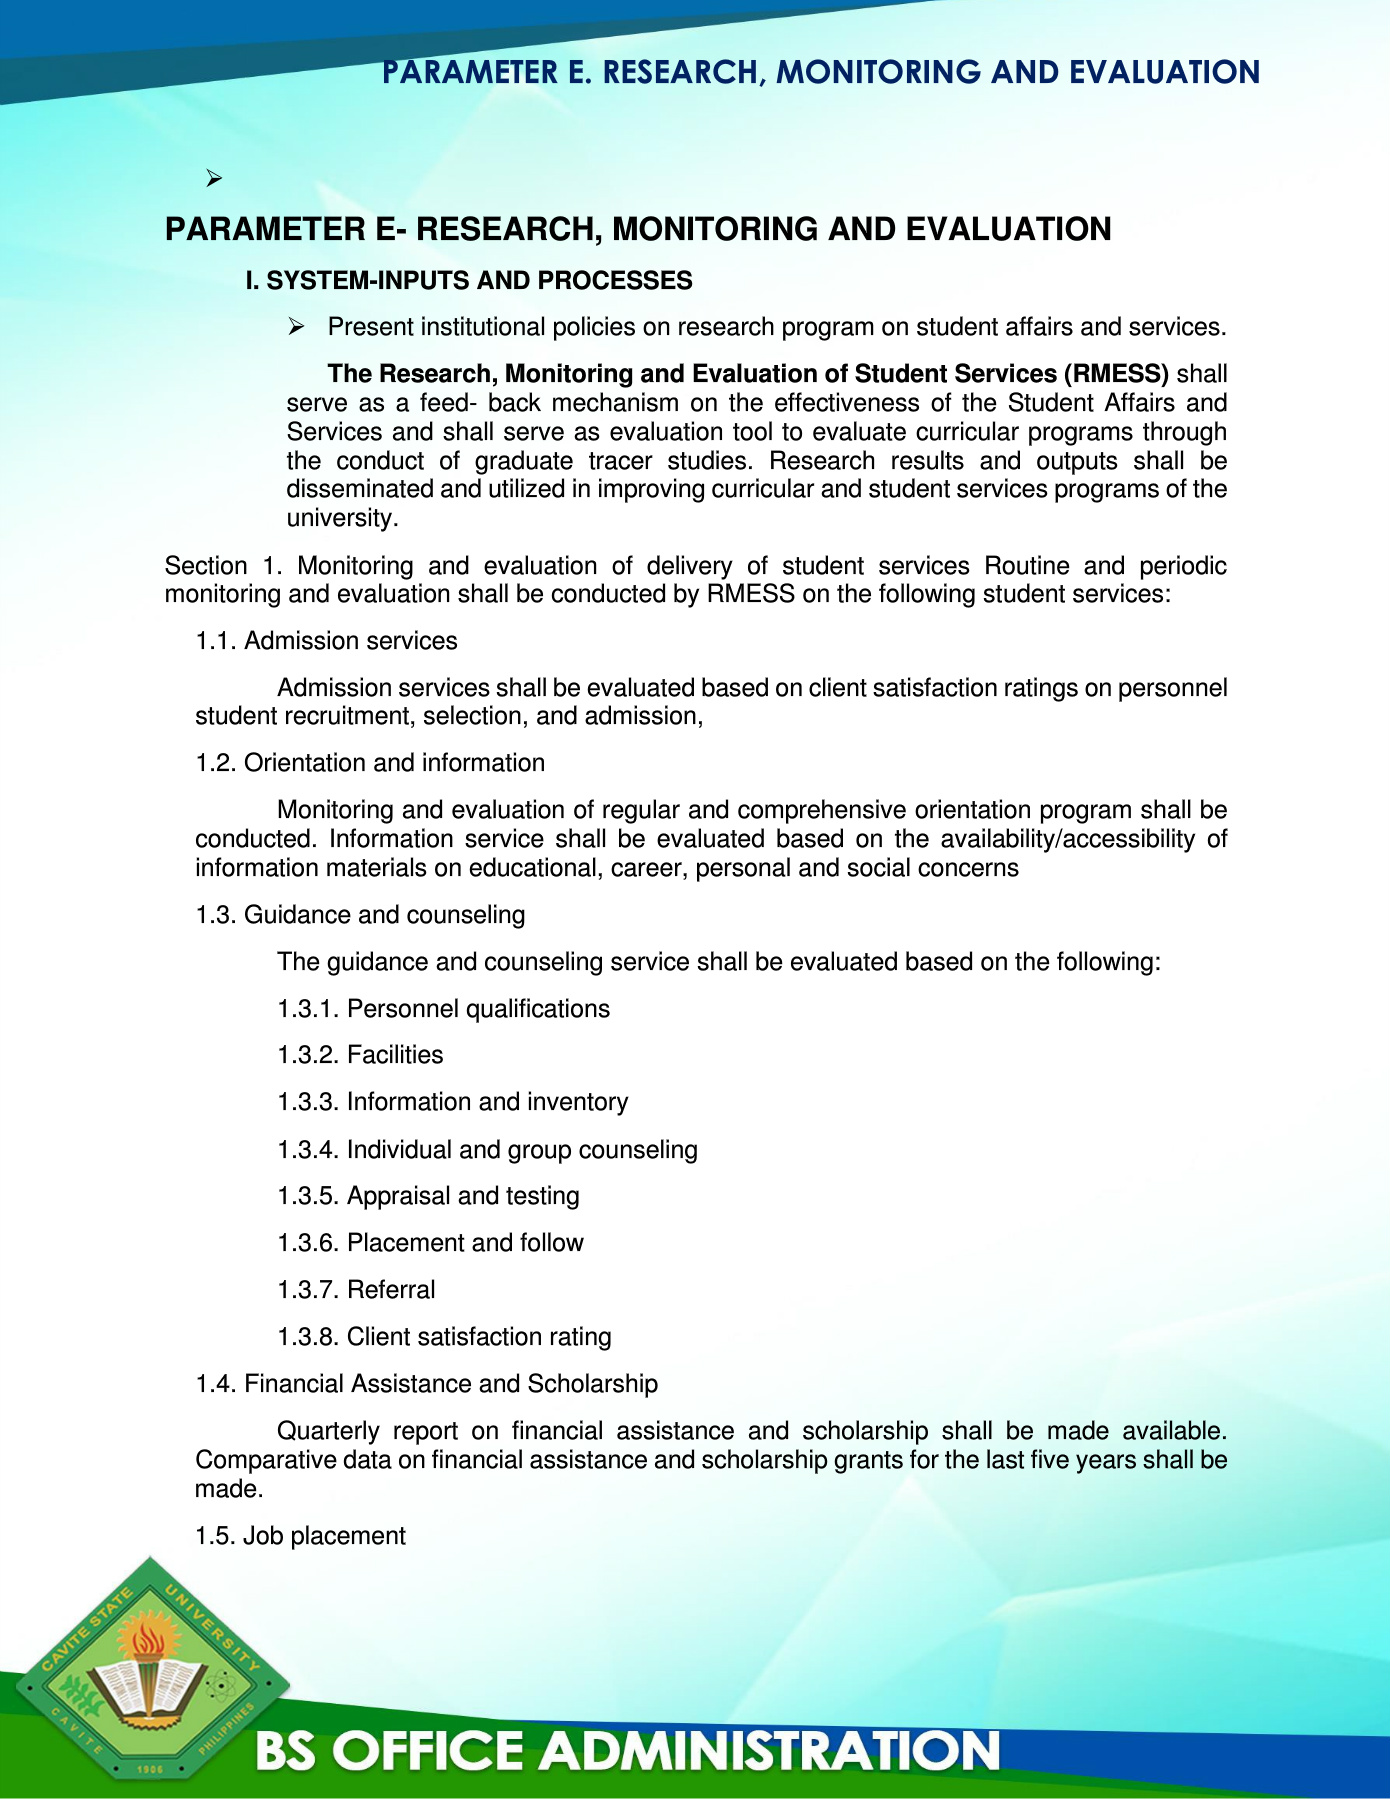 PARAMETER E. RESEARCH, MONITORING AND EVALUATION
➢
PARAMETER E- RESEARCH, MONITORING AND EVALUATION
I. SYSTEM-INPUTS AND PROCESSES
➢ Present institutional policies on research program on student affairs and services.
The Research, Monitoring and Evaluation of Student Services (RMESS) shall
serve as a feed- back mechanism on the effectiveness of the Student Affairs and
Services and shall serve as evaluation tool to evaluate curricular programs through
the conduct of graduate tracer studies. Research results and outputs shall be
disseminated and utilized in improving curricular and student services programs of the
university.
Section 1. Monitoring and evaluation of delivery of student services Routine and periodic
monitoring and evaluation shall be conducted by RMESS on the following student services:
1.1. Admission services
Admission services shall be evaluated based on client satisfaction ratings on personnel
student recruitment, selection, and admission,
1.2. Orientation and information
Monitoring and evaluation of regular and comprehensive orientation program shall be
conducted. Information service shall be evaluated based on the availability/accessibility of
information materials on educational, career, personal and social concerns
1.3. Guidance and counseling
The guidance and counseling service shall be evaluated based on the following:
1.3.1. Personnel qualifications
1.3.2. Facilities
1.3.3. Information and inventory
1.3.4. Individual and group counseling
1.3.5. Appraisal and testing
1.3.6. Placement and follow
1.3.7. Referral
1.3.8. Client satisfaction rating
1.4. Financial Assistance and Scholarship
Quarterly report on financial assistance and scholarship shall be made available.
Comparative data on financial assistance and scholarship grants for the last five years shall be
made.
1.5. Job placement
CAVITE STATE UNIVERSITY
CAVITE PHILIPPINES
1906
BS OFFICE ADMINISTRATION